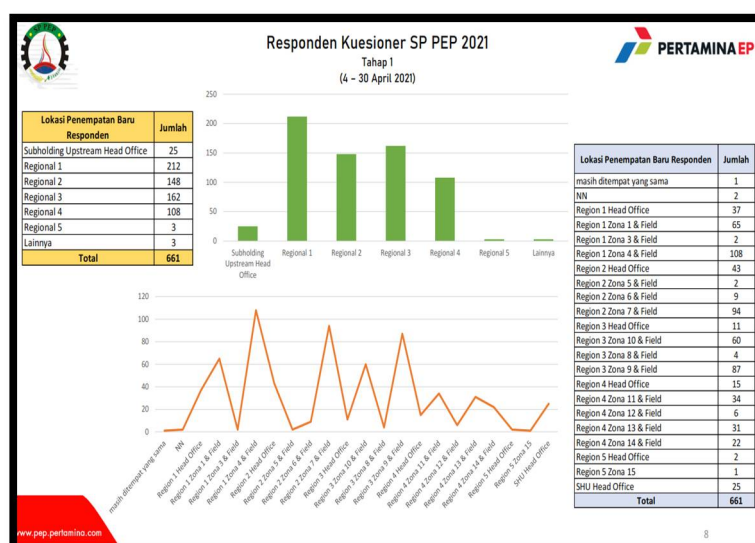 SP PEP
Responden Kuesioner SP PEP 2021
Tahap 1
(4 – 30 April 2021)
PERTAMINA EP
Lokasi Penempatan Baru Responden Jumlah
Subholding Upstream Head Office 25
Regional 1 212
Regional 2 148
Regional 3 162
Regional 4 108
Regional 5 3
Lainnya 3
Total 661
250
200
150
100
50
0
Subholding Upstream Head Office
Regional 1
Regional 2
Regional 3
Regional 4
Regional 5
Lainnya
Lokasi Penempatan Baru Responden Jumlah
masih ditempat yang sama 1
NN 2
Region 1 Head Office 37
Region 1 Zona 1 & Field 65
Region 1 Zona 3 & Field 2
Region 1 Zona 4 & Field 108
Region 2 Head Office 43
Region 2 Zona 5 & Field 2
Region 2 Zona 6 & Field 9
Region 2 Zona 7 & Field 94
Region 3 Head Office 11
Region 3 Zona 10 & Field 60
Region 3 Zona 8 & Field 4
Region 3 Zona 9 & Field 87
Region 4 Head Office 15
Region 4 Zona 11 & Field 34
Region 4 Zona 12 & Field 6
Region 4 Zona 13 & Field 31
Region 4 Zona 14 & Field 22
Region 5 Head Office 2
Region 5 Zona 15 1
SHU Head Office 25
Total 661
120
100
80
60
40
20
0
masih ditempat yang sama
NN
Region 1 Head Office
Region 1 Zona 1 & Field
Region 1 Zona 3 & Field
Region 1 Zona 4 & Field
Region 2 Head Office
Region 2 Zona 5 & Field
Region 2 Zona 6 & Field
Region 2 Zona 7 & Field
Region 3 Head Office
Region 3 Zona 10 & Field
Region 3 Zona 8 & Field
Region 3 Zona 9 & Field
Region 4 Head Office
Region 4 Zona 11 & Field
Region 4 Zona 12 & Field
Region 4 Zona 13 & Field
Region 4 Zona 14 & Field
Region 5 Head Office
Region 5 Zona 15
SHU Head Office
www.pep.pertamina.com
8